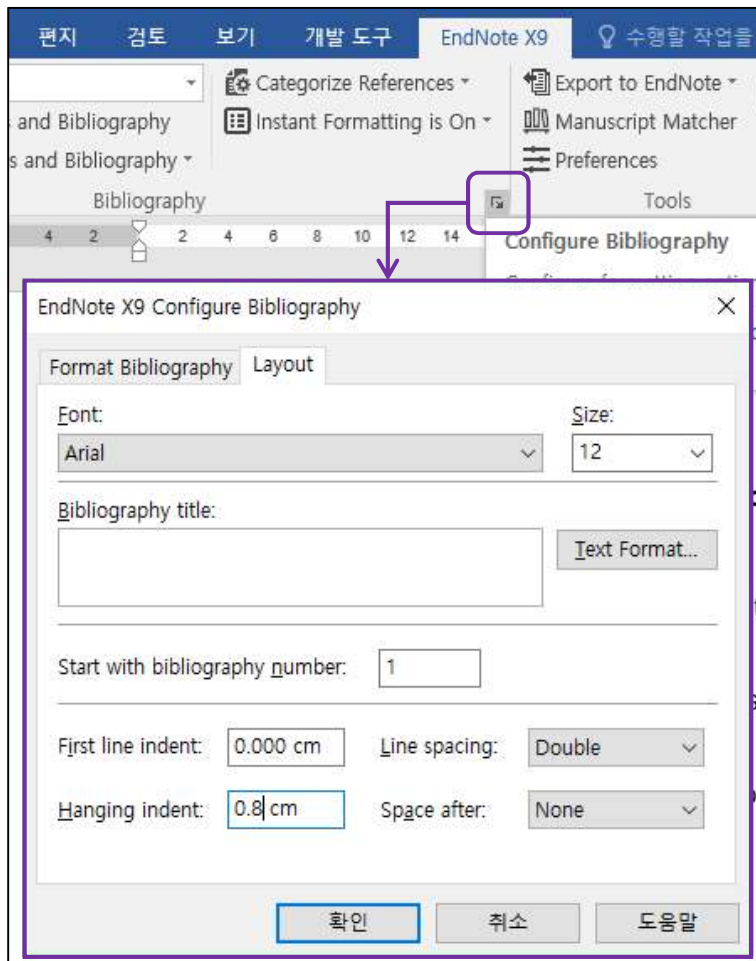 편지 검토 보기 개발 도구 EndNote X9 수행할 작업을
Categorize References Export to EndNote
and Bibliography Instant Formatting is On Manuscript Matcher
s and Bibliography Preferences
Bibliography Tools
4 2 2 4 6 8 10 12 14 Configure Bibliography
EndNote X9 Configure Bibliography
Format Bibliography Layout
Font: Size:
Arial 12
Bibliography title:
Text Format...
Start with bibliography number: 1
First line indent: 0.000 cm Line spacing: Double
Hanging indent: 0.8 cm Space after: None
확인 취소 도움말